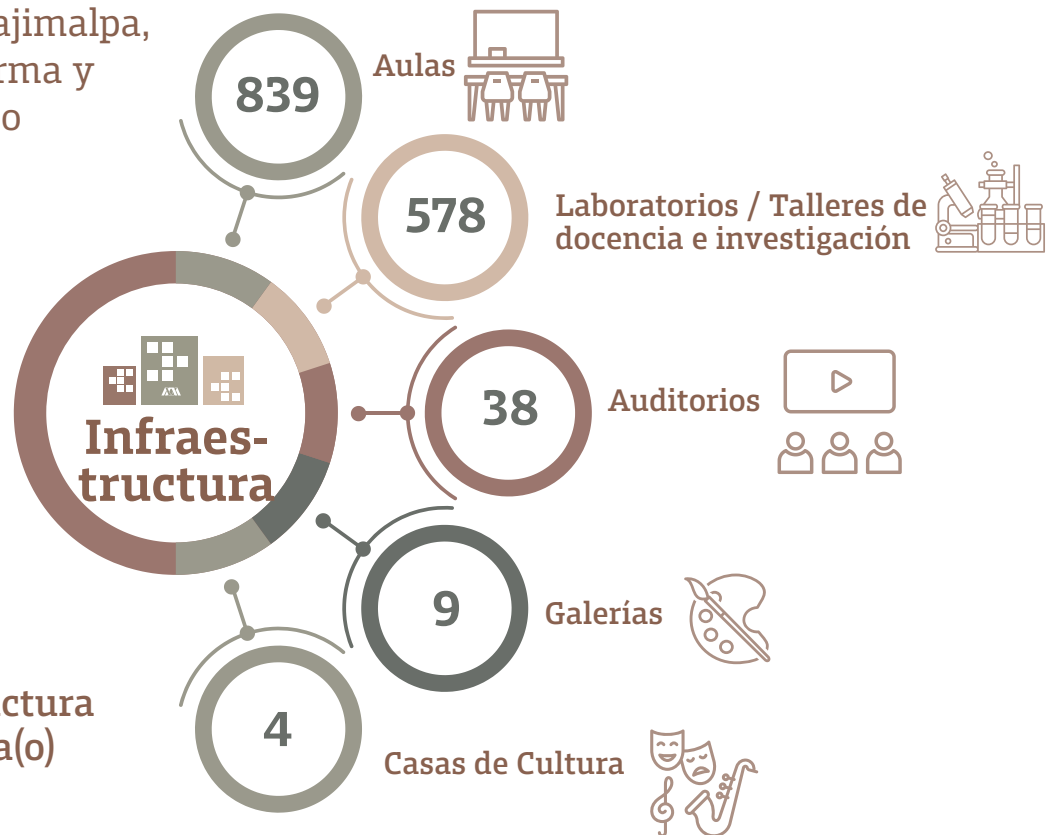 ajimalpa,
rma y
o
839
Aulas
578
Laboratorios / Talleres de
docencia e investigación
38
Auditorios
Infraes-
tructura
9
Galerías
4
Casas de Cultura
ctura
a(o)